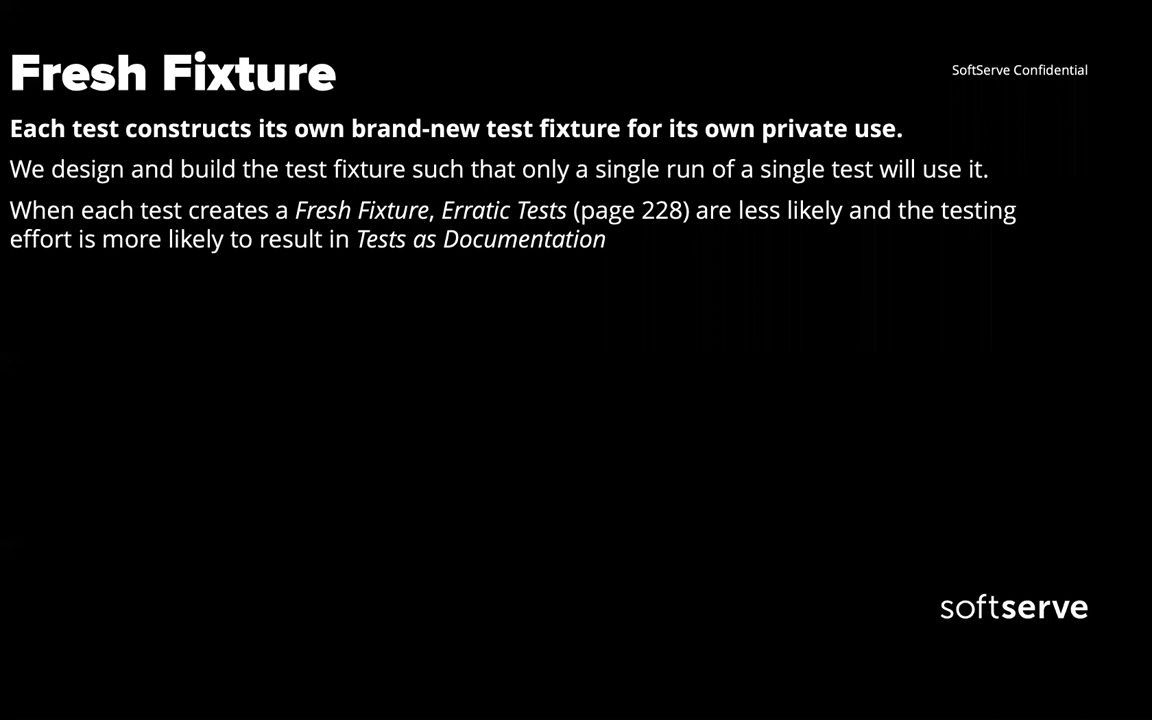 Fresh Fixture
SoftServe Confidential
Each test constructs its own brand-new test fixture for its own private use.
We design and build the test fixture such that only a single run of a single test will use it.
When each test creates a Fresh Fixture, Erratic Tests (page 228) are less likely and the testing
effort is more likely to result in Tests as Documentation
softserve